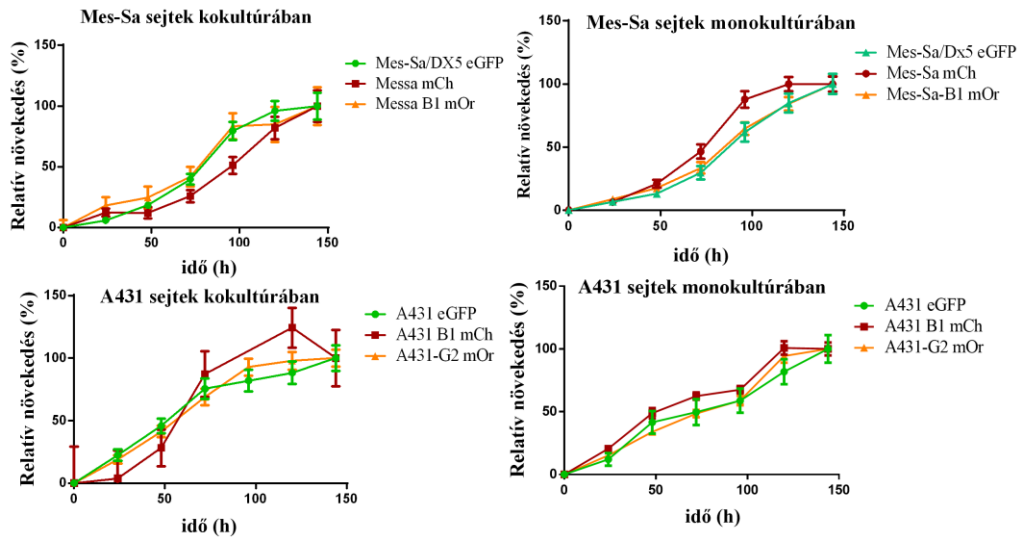 Mes-Sa sejtek kokultúrában
Relatív növekedés (%)
150
100
50
0
0
50
100
150
idő (h)
Mes-Sa/DX5 eGFP
Messa mCh
Messa B1 mOr
Mes-Sa sejtek monokultúrában
Relatív növekedés (%)
150
100
50
0
0
50
100
150
idő (h)
Mes-Sa/Dx5 eGFP
Mes-Sa mCh
Mes-Sa-B1 mOr
A431 sejtek kokultúrában
Relatív növekedés (%)
150
100
50
0
0
50
100
150
idő (h)
A431 eGFP
A431 B1 mCh
A431-G2 mOr
A431 sejtek monokultúrában
Relatív növekedés (%)
150
100
50
0
0
50
100
150
idő (h)
A431 eGFP
A431 B1 mCh
A431-G2 mOr